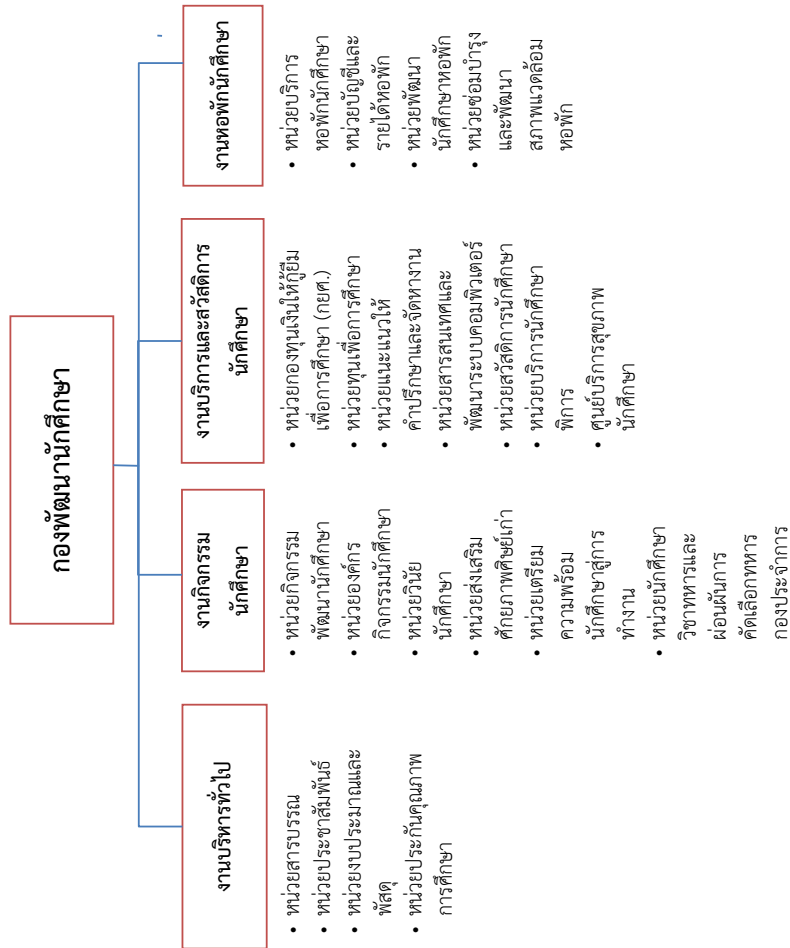 กองพัฒนานักศึกษา
งานบริหารทั่วไป
• หน่วยสารบรรณ
• หน่วยประชาสัมพันธ์
• หน่วยงบประมาณและ
พัสดุ
• หน่วยประกันคุณภาพ
การศึกษา
งานกิจกรรม
นักศึกษา
• หน่วยกิจกรรม
พัฒนานักศึกษา
• หน่วยองค์กร
กิจกรรมนักศึกษา
• หน่วยวินัย
นักศึกษา
• หน่วยส่งเสริม
ศักยภาพศิษย์เก่า
• หน่วยเตรียม
ความพร้อม
นักศึกษาสู่การ
ทำงาน
• หน่วยนักศึกษา
วิชาทหารและ
ผ่อนผันการ
คัดเลือกทหาร
กองประจำการ
งานบริการและสวัสดิการ
นักศึกษา
• หน่วยกองทุนเงินให้กู้ยืม
เพื่อการศึกษา (กยศ.)
• หน่วยทุนเพื่อการศึกษา
• หน่วยแนะแนวให้
คำปรึกษาและจัดหางาน
• หน่วยสารสนเทศและ
พัฒนาระบบคอมพิวเตอร์
• หน่วยสวัสดิการนักศึกษา
• หน่วยบริการนักศึกษา
พิการ
• ศูนย์บริการสุขภาพ
นักศึกษา
งานหอพักนักศึกษา
• หน่วยบริการ
หอพักนักศึกษา
• หน่วยบัญชีและ
รายได้หอพัก
• หน่วยพัฒนา
นักศึกษาหอพัก
• หน่วยซ่อมบำรุง
และพัฒนา
สภาพแวดล้อม
หอพัก